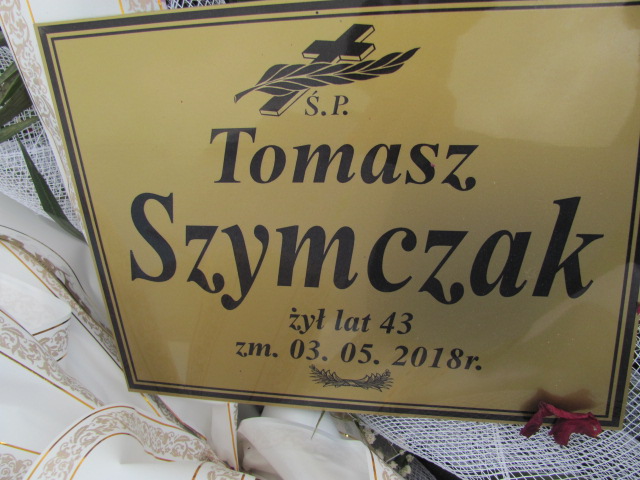 Ś.P.
Tomasz
Szymczak
żył lat 43
zm. 03. 05. 2018r.